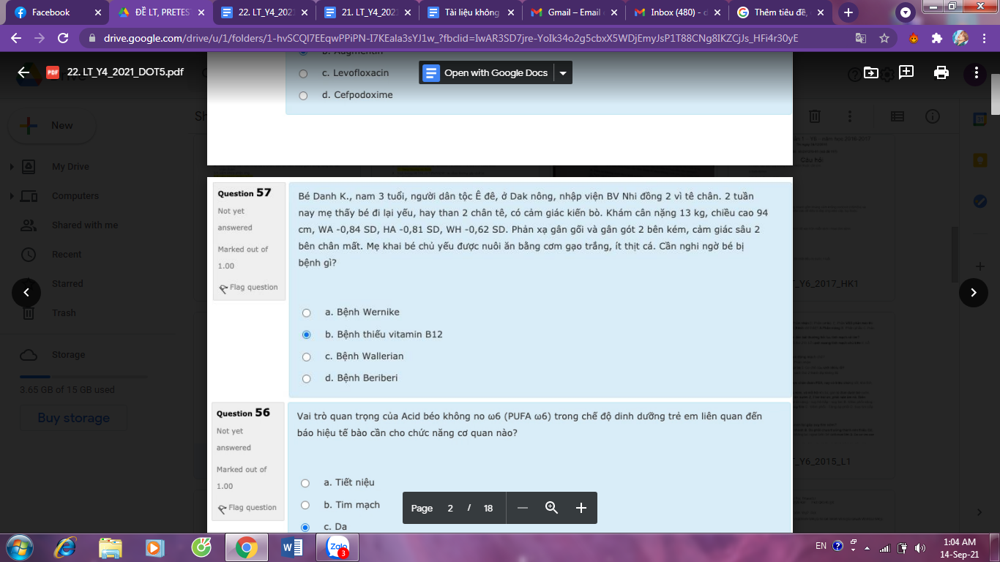 Facebook
ĐỀ LT, PRETES
22. LT_Y4_2021
21. LT_Y4_202
Tài liệu không
Gmail – Email
Inbox (480) - d
Thêm tiêu đề,
drive.google.com/drive/u/1/folders/1-hvSCQl7EEqwPPiPN-I7KEala3sYJ1w_?fbclid=IwAR3SD7jre-YoIk34o2g5cbxX5WDjEmyJsP1T88CNg8IKZCjJs_HFi4r30yE
22. LT_Y4_2021_DOT5.pdf
Open with Google Docs
b. Augmentin
c. Levofloxacin
d. Cefpodoxime
New
My Drive
Computers
Shared with me
Recent
Starred
Trash
Storage
3.65 GB of 15 GB used
Buy storage
Question 57
Not yet
answered
Marked out of
1.00
Flag question
Bé Danh K., nam 3 tuổi, người dân tộc Ê đê, ở Dak nông, nhập viện BV Nhi đồng 2 vì tê chân. 2 tuần
nay mẹ thấy bé đi lại yếu, hay than 2 chân tê, có cảm giác kiến bò. Khám cân nặng 13 kg, chiều cao 94
cm, WA -0,84 SD, HA -0,81 SD, WH -0,62 SD. Phản xạ gân gối và gân gót 2 bên kém, cảm giác sâu 2
bên chân mất. Mẹ khai bé chủ yếu được nuôi ăn bằng cơm gạo trắng, ít thịt cá. Cần nghi ngờ bé bị
bệnh gì?
a. Bệnh Wernike
b. Bệnh thiếu vitamin B12
c. Bệnh Wallerian
d. Bệnh Beriberi
Question 56
Not yet
answered
Marked out of
1.00
Flag question
Vai trò quan trọng của Acid béo không no ω6 (PUFA ω6) trong chế độ dinh dưỡng trẻ em liên quan đến
báo hiệu tế bào cần cho chức năng cơ quan nào?
a. Tiết niệu
b. Tim mạch
c. Da
Page 2 / 18
T_Y6_2017_HK1
T_Y6_2015_L1
Câu hỏi:
EN
1:04 AM
14-Sep-21
Zalo
3